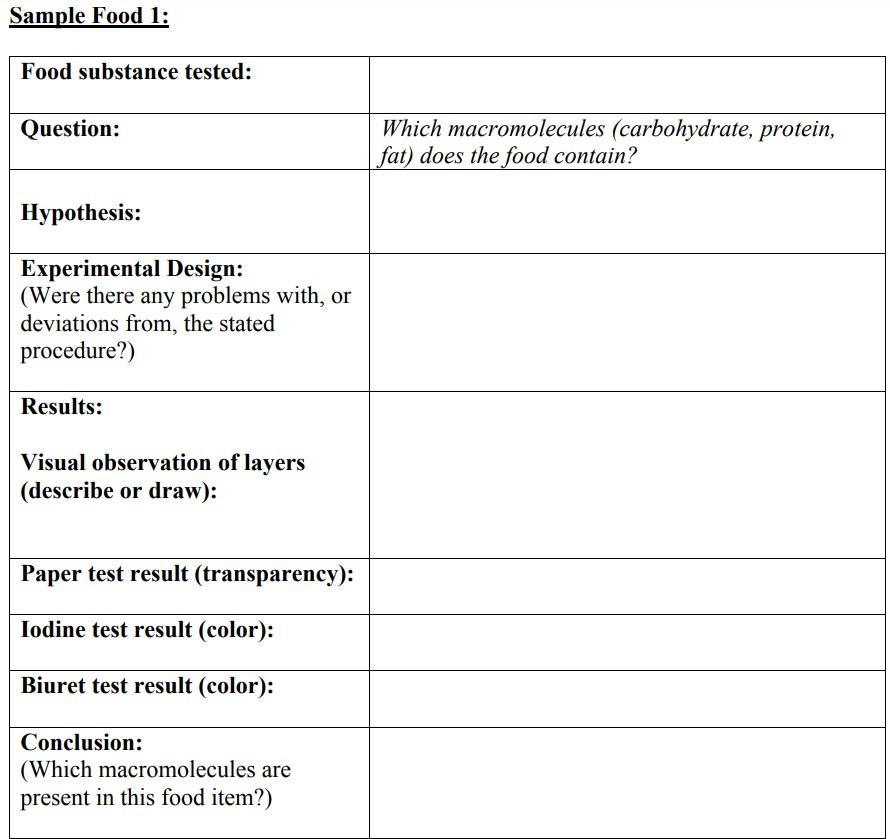 Sample Food 1:
Food substance tested:
Question:
Which macromolecules (carbohydrate, protein,
fat) does the food contain?
Hypothesis:
Experimental Design:
(Were there any problems with, or
deviations from, the stated
procedure?)
Results:
Visual observation of layers
(describe or draw):
Paper test result (transparency):
Iodine test result (color):
Biuret test result (color):
Conclusion:
(Which macromolecules are
present in this food item?)